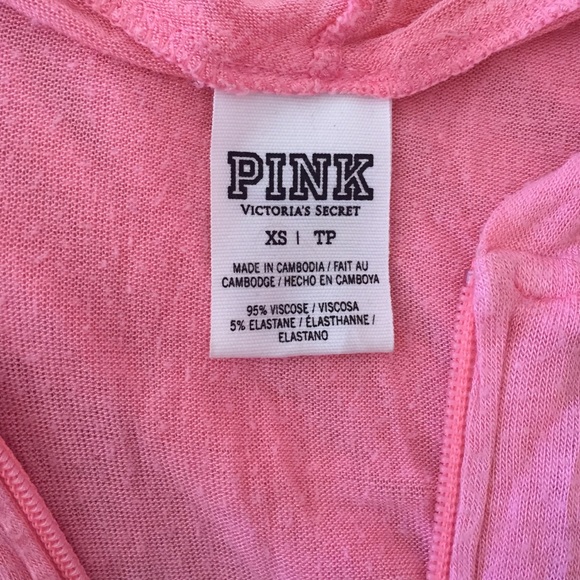 PINK
VICTORIA'S SECRET
XS | TP
MADE IN CAMBODIA / FAIT AU
CAMBODGE / HECHO EN CAMBOYA
95% VISCOSE / VISCOSA
5% ELASTANE / ÉLASTHANNE /
ELASTANO